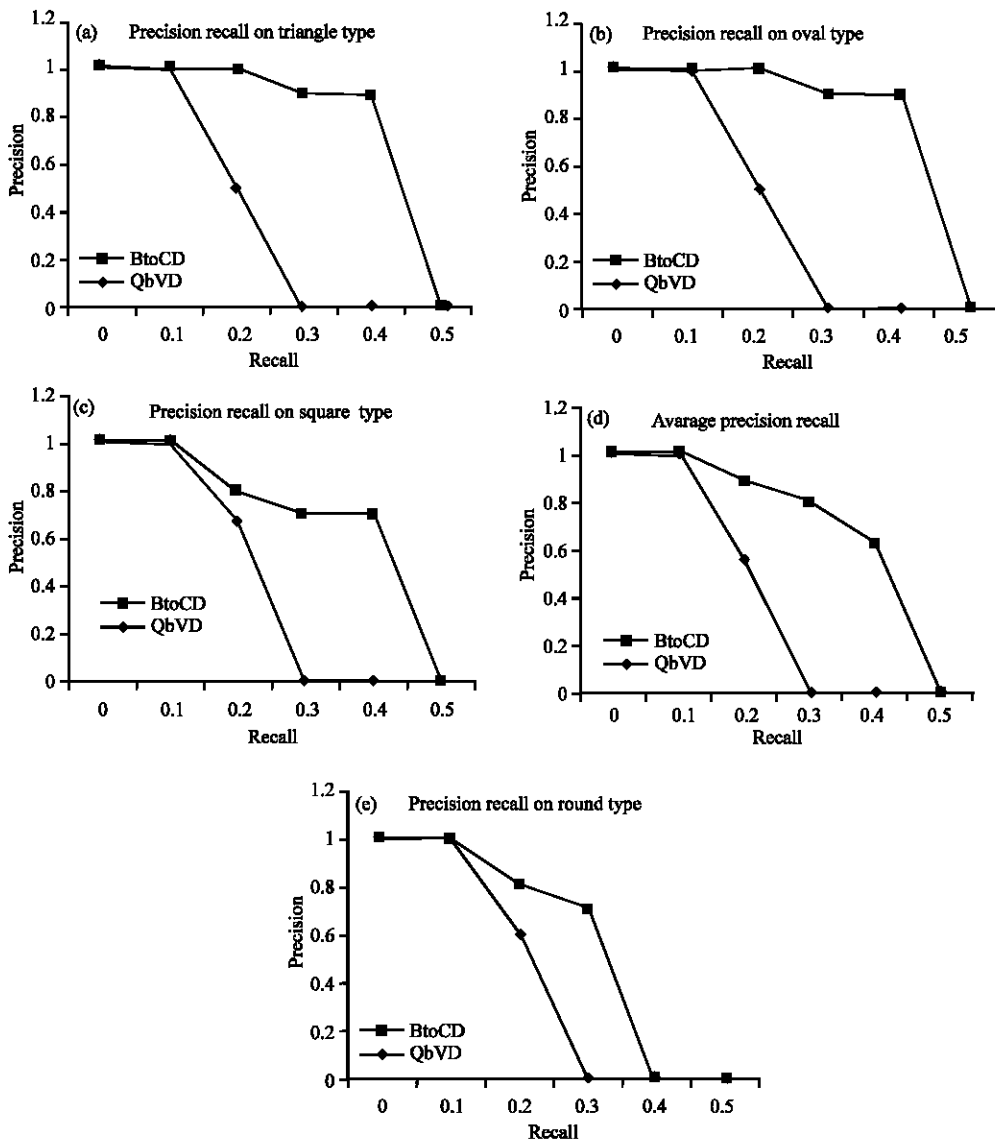 (a) Precision recall on triangle type
1.2
1
0.8
0.6
0.4
0.2
0
Precision
BtoCD
QbVD
0 0.1 0.2 0.3 0.4 0.5
Recall
(b) Precision recall on oval type
1.2
1
0.8
0.6
0.4
0.2
0
Precision
BtoCD
QbVD
0 0.1 0.2 0.3 0.4 0.5
Recall
(c) Precision recall on square type
1.2
1
0.8
0.6
0.4
0.2
0
Precision
BtoCD
QbVD
0 0.1 0.2 0.3 0.4 0.5
Recall
(d) Avarage precision recall
1.2
1
0.8
0.6
0.4
0.2
0
Precision
BtoCD
QbVD
0 0.1 0.2 0.3 0.4 0.5
Recall
(e) Precision recall on round type
1.2
1
0.8
0.6
0.4
0.2
0
Precision
BtoCD
QbVD
0 0.1 0.2 0.3 0.4 0.5
Recall